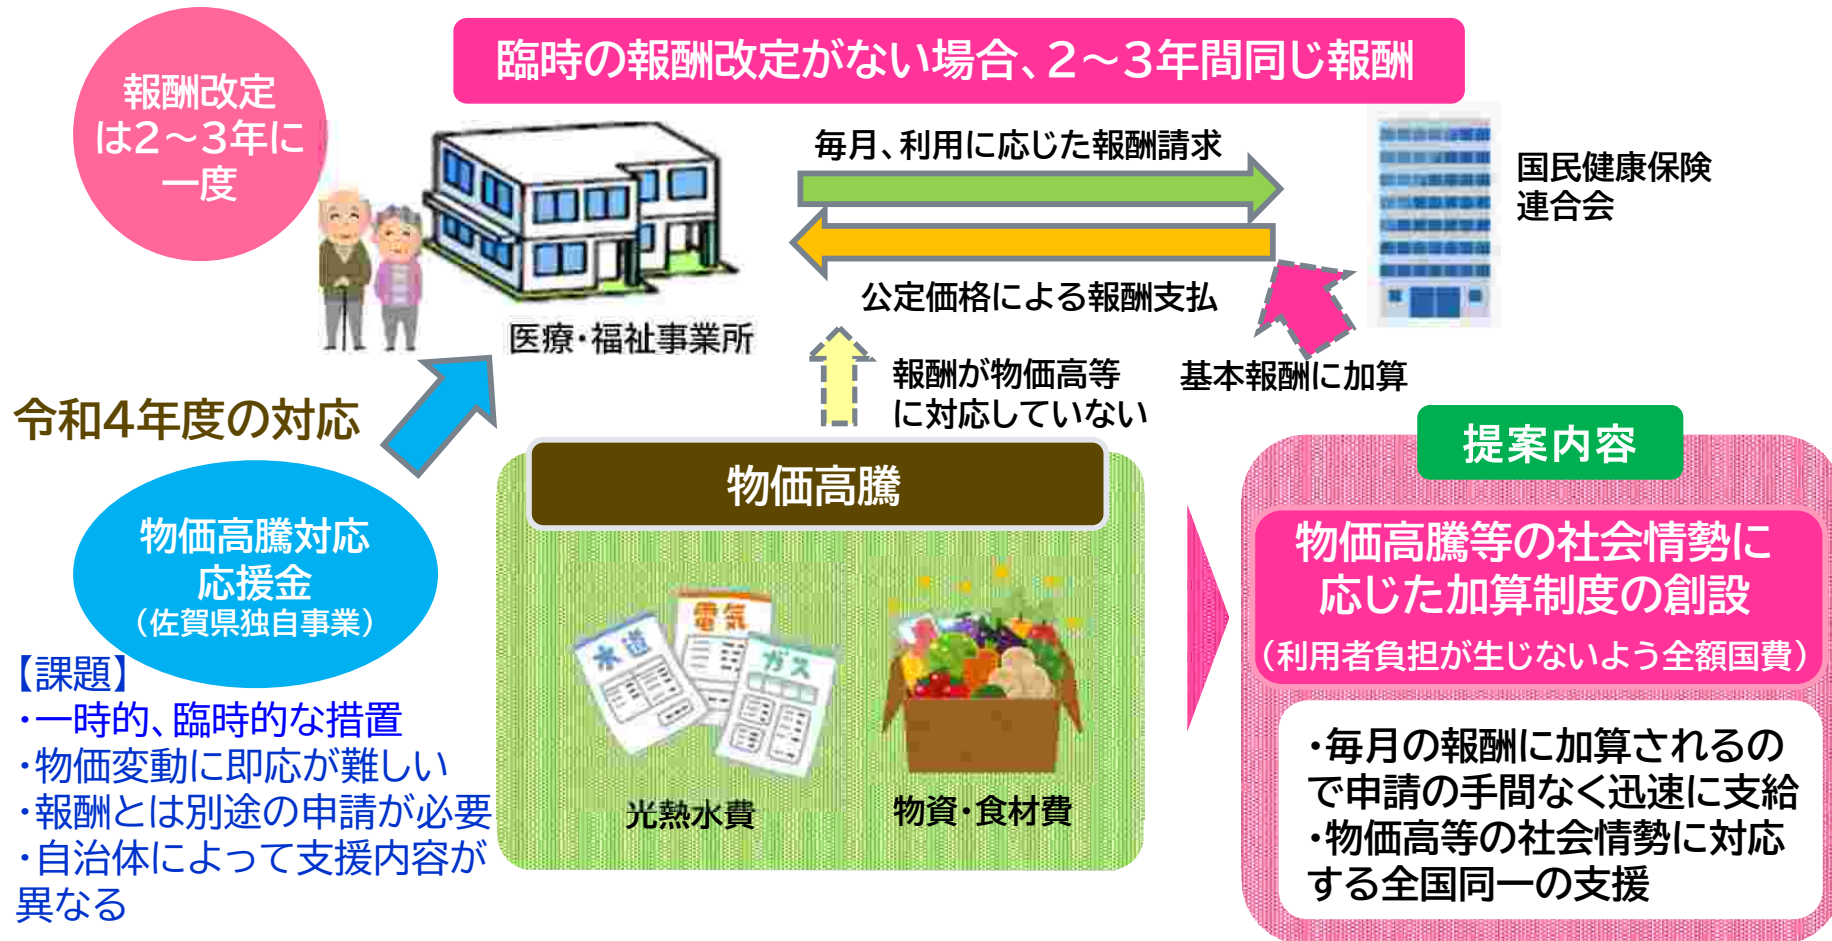 報酬改定
は2～3年に
一度
臨時の報酬改定がない場合、2～3年間同じ報酬
毎月、利用に応じた報酬請求
国民健康保険
連合会
公定価格による報酬支払
医療・福祉事業所
報酬が物価高等
に対応していない
基本報酬に加算
令和4年度の対応
物価高騰対応
応援金
（佐賀県独自事業）
【課題】
・一時的、臨時的な措置
・物価変動に即応が難しい
・報酬とは別途の申請が必要
・自治体によって支援内容が
異なる
物価高騰
水道
電気
ガス
光熱水費
物資・食材費
提案内容
物価高騰等の社会情勢に
応じた加算制度の創設
（利用者負担が生じないよう全額国費）
・毎月の報酬に加算されるの
で申請の手間なく迅速に支給
・物価高等の社会情勢に対応
する全国同一の支援